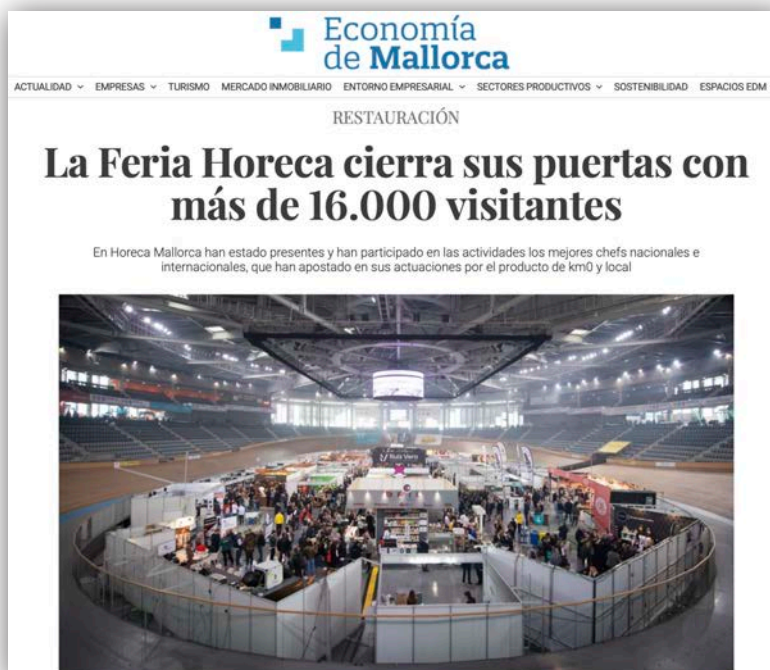 Economía
de Mallorca
ACTUALIDAD EMPRESAS TURISMO MERCADO INMOBILIARIO ENTORNO EMPRESARIAL SECTORES PRODUCTIVOS SOSTENIBILIDAD ESPACIOS EDM
RESTAURACIÓN
La Feria Horeca cierra sus puertas con
más de 16.000 visitantes
En Horeca Mallorca han estado presentes y han participado en las actividades los mejores chefs nacionales e
internacionales, que han apostado en sus actuaciones por el producto de km0 y local
Ruiz Vero